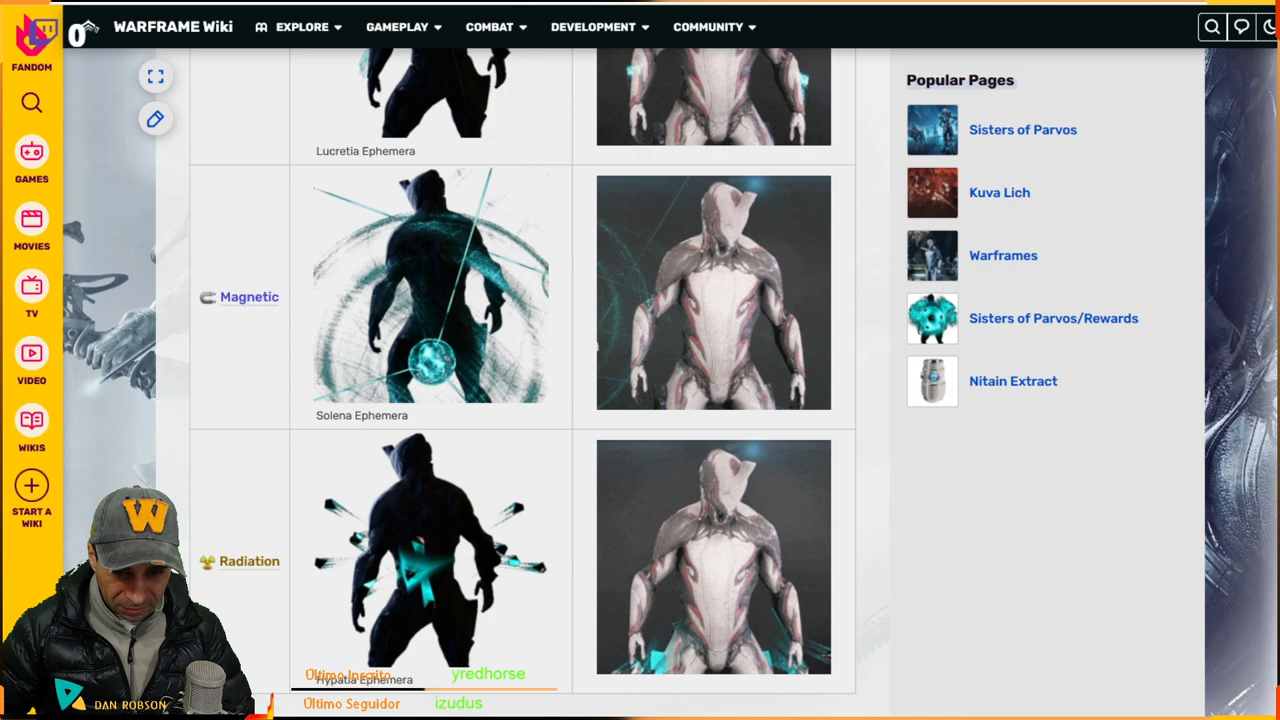 WARFRAME Wiki
EXPLORE
GAMEPLAY
COMBAT
DEVELOPMENT
COMMUNITY
0
FANDOM
GAMES
MOVIES
TV
VIDEO
WIKIS
START A
WIKI
Lucretia Ephemera
Magnetic
Solena Ephemera
Radiation
Hypatia Ephemera
Popular Pages
Sisters of Parvos
Kuva Lich
Warframes
Sisters of Parvos/Rewards
Nitain Extract
W
DAN ROBSON
Último Inscrito yredhorse
Último Seguidor izudus